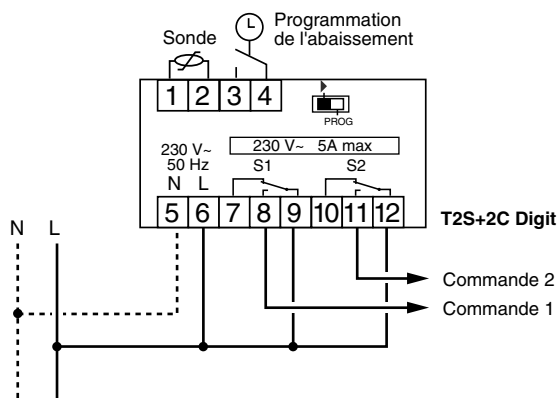 Programmation
de l'abaissement
Sonde
1 2 3 4
PROG
230 V~ 5A max
230 V~
50 Hz
S1 S2
N L
5 6 7 8 9 10 11 12
T2S+2C Digit
N L
Commande 2
Commande 1